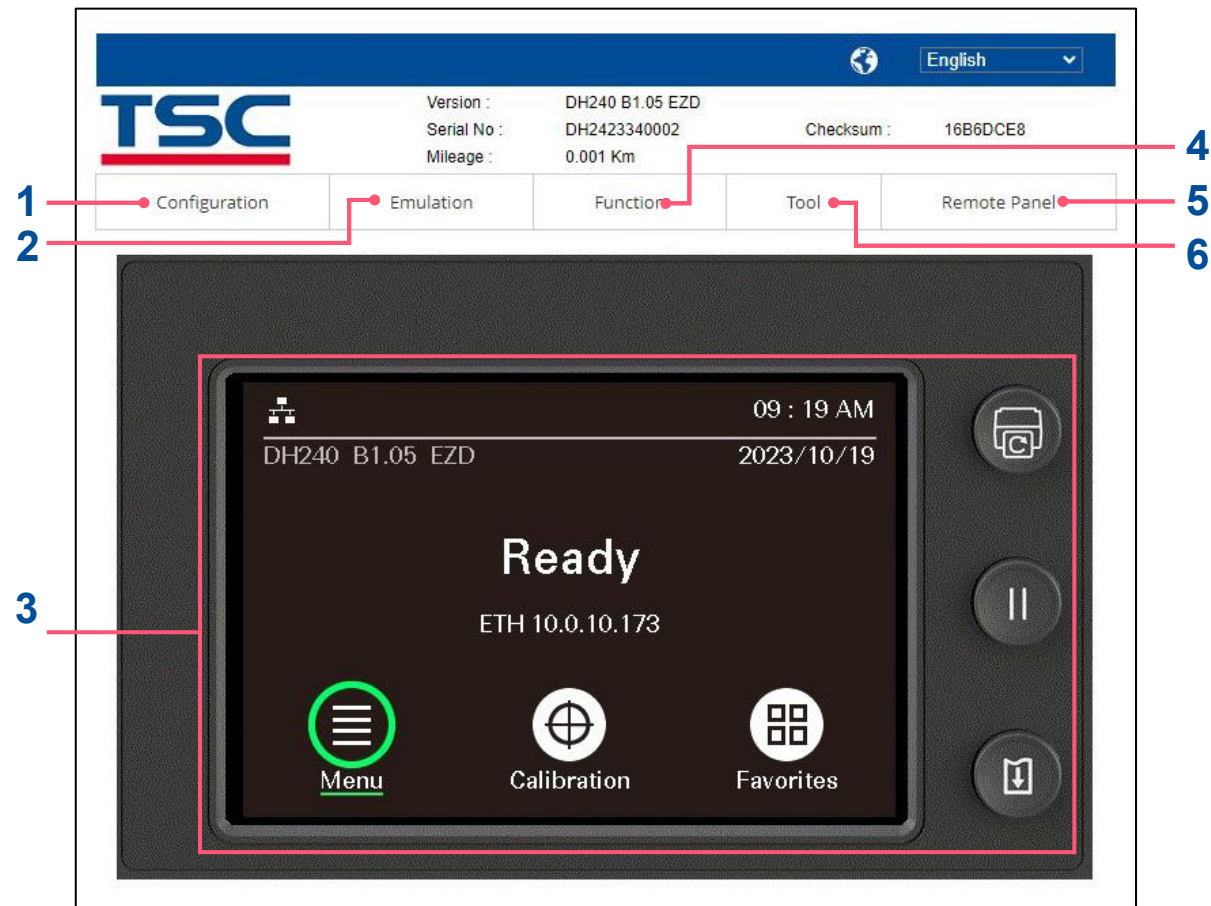 English
TSC
Version : DH240 B1.05 EZD
Serial No : DH2423340002 Checksum : 16B6DCE8
Mileage : 0.001 Km
4
1 Configuration Emulation Function Tool Remote Panel 5
2 6
09 : 19 AM
DH240 B1.05 EZD 2023/10/19
Ready
3
ETH 10.0.10.173
Menu Calibration Favorites